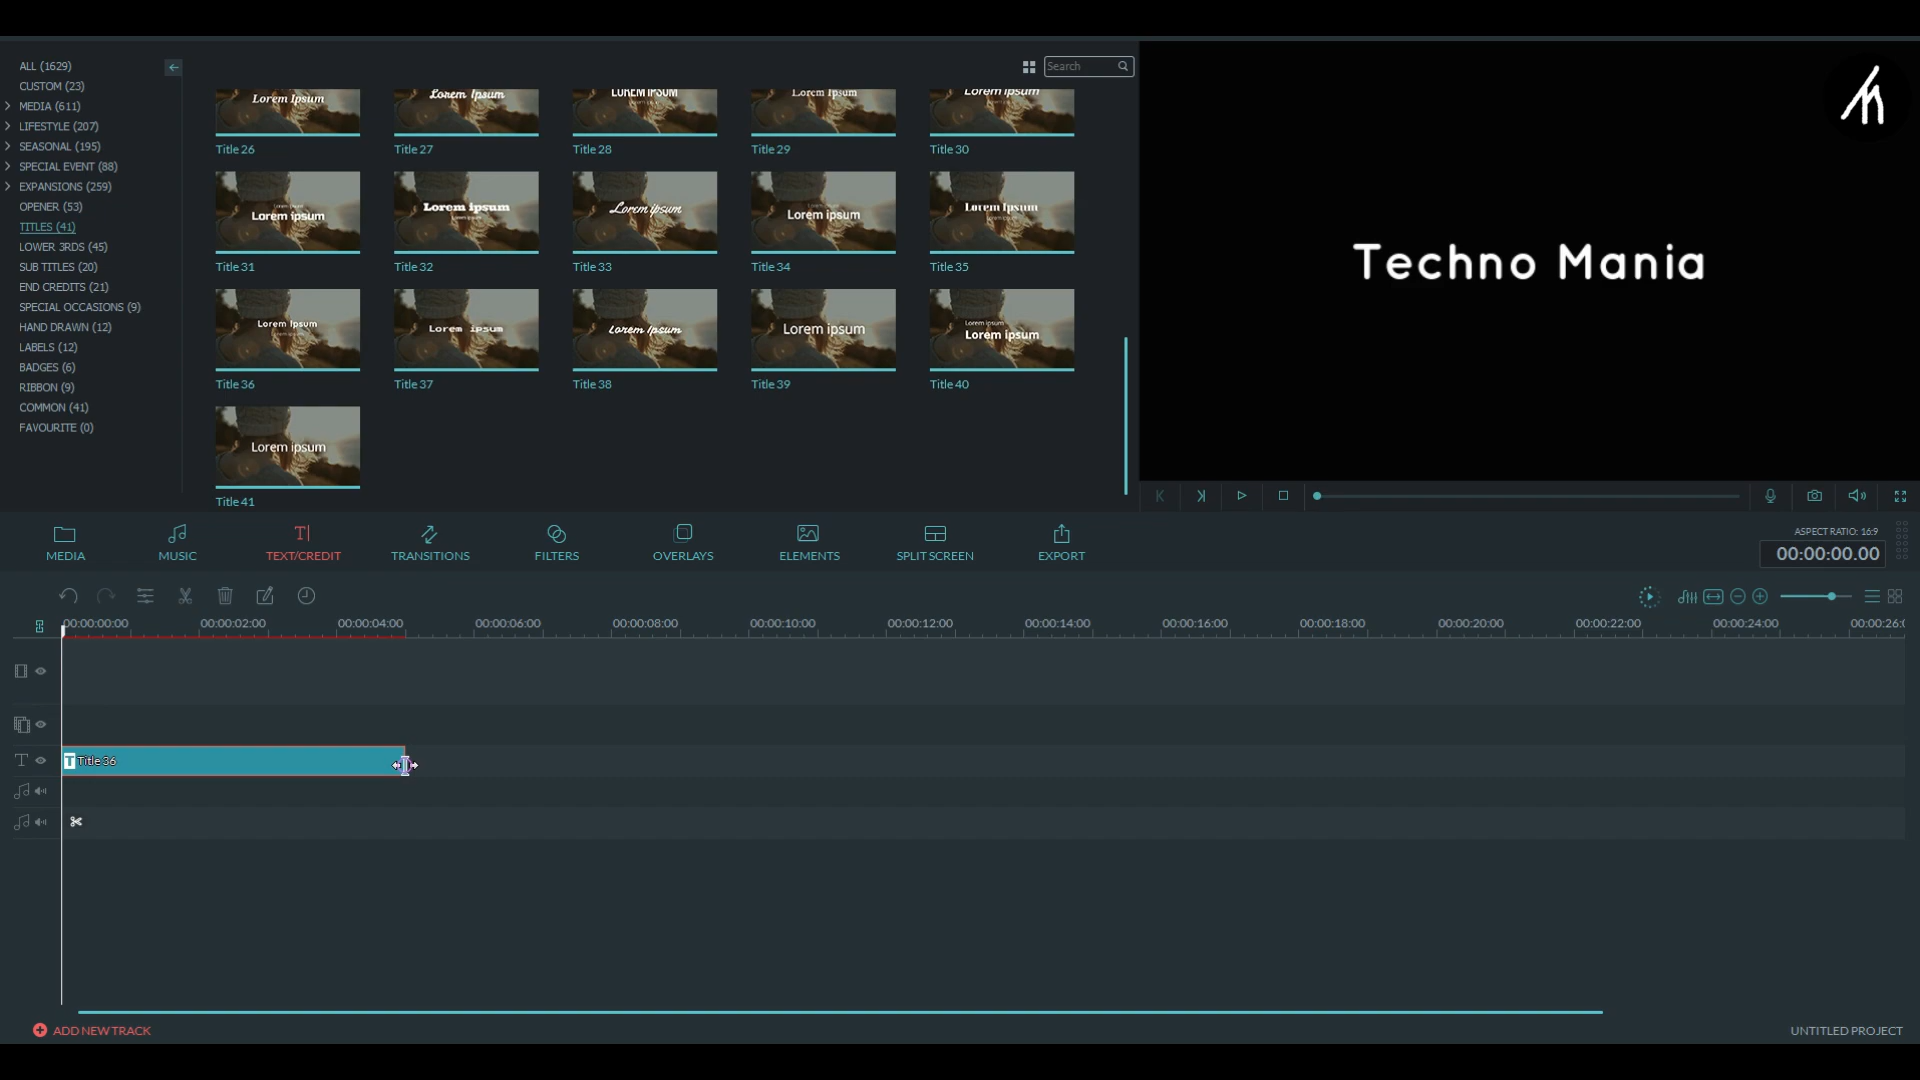 ALL (1629)
CUSTOM (23)
MEDIA (611)
LIFESTYLE (207)
SEASONAL (195)
SPECIAL EVENT (88)
EXPANSIONS (259)
OPENER (53)
TITLES (41)
LOWER 3RDS (45)
SUB TITLES (20)
END CREDITS (21)
SPECIAL OCCASIONS (9)
HAND DRAWN (12)
LABELS (12)
BADGES (6)
RIBBON (9)
COMMON (41)
FAVOURITE (0)
Search
Lorem Ipsum
Lorem Ipsum
LOREM IPSUM
Lorem Ipsum
Lorem Ipsum
Title 26
Title 27
Title 28
Title 29
Title 30
Lorem ipsum
Lorem ipsum
Lorem ipsum
Lorem ipsum
Lorem ipsum
Title 31
Title 32
Title 33
Title 34
Title 35
Lorem Ipsum
Lorem ipsum
Lorem Ipsum
Lorem ipsum
Lorem ipsum
Lorem ipsum
Title 36
Title 37
Title 38
Title 39
Title 40
Lorem ipsum
Title 41
Techno Mania
MEDIA
MUSIC
TEXT/CREDIT
TRANSITIONS
FILTERS
OVERLAYS
ELEMENTS
SPLIT SCREEN
EXPORT
ASPECT RATIO: 16:9
00:00:00.00
00:00:00:00
00:00:02:00
00:00:04:00
00:00:06:00
00:00:08:00
00:00:10:00
00:00:12:00
00:00:14:00
00:00:16:00
00:00:18:00
00:00:20:00
00:00:22:00
00:00:24:00
00:00:26:0
T Title 36
ADD NEW TRACK
UNTITLED PROJECT